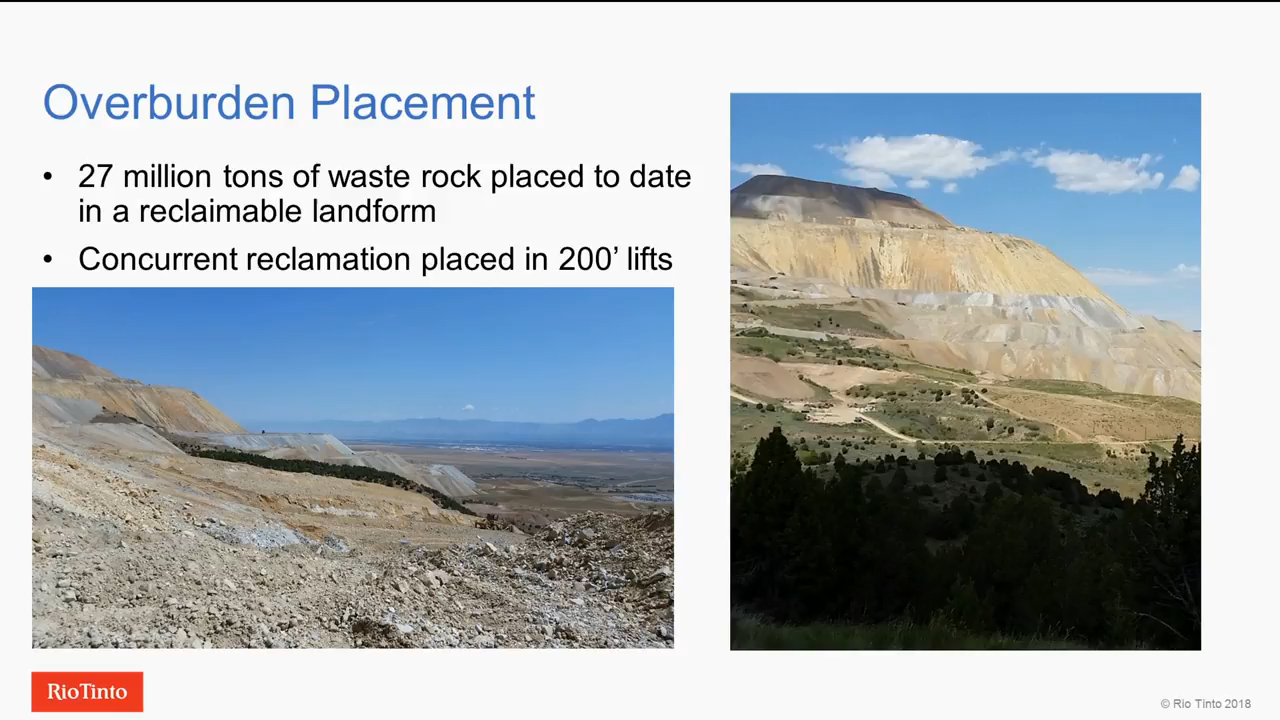 Overburden Placement
• 27 million tons of waste rock placed to date
in a reclaimable landform
• Concurrent reclamation placed in 200’ lifts
RioTinto
© Rio Tinto 2018